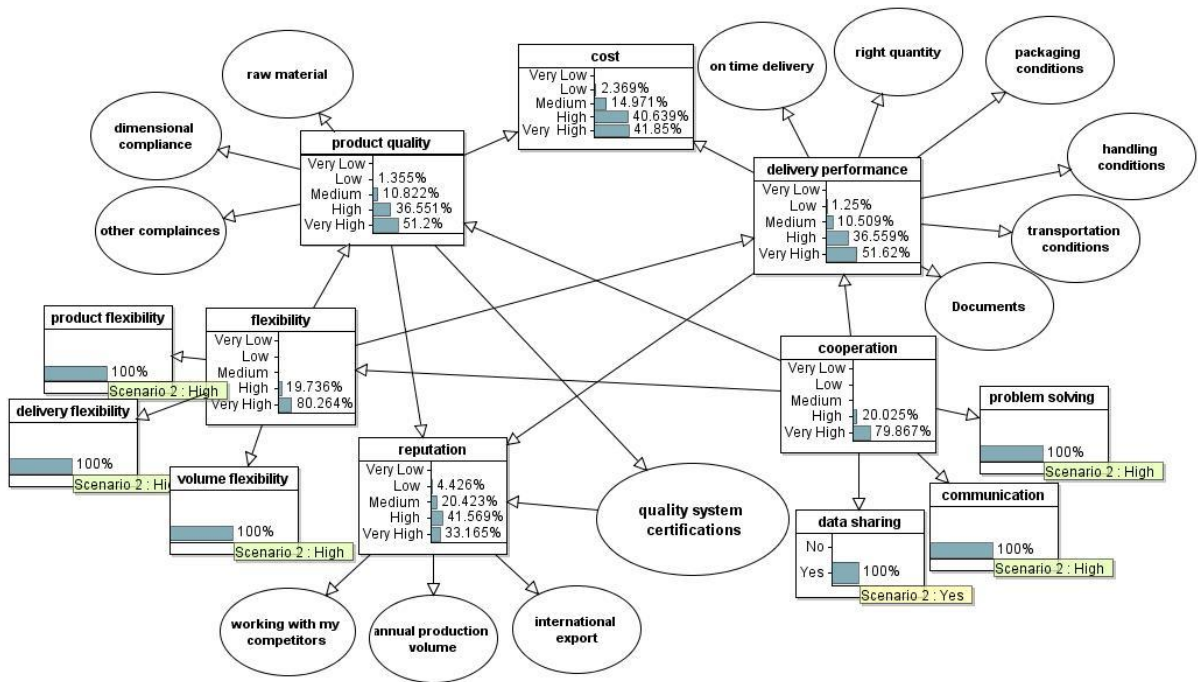 raw material
cost
Very Low
Low 2.369%
Medium 14.971%
High 40.639%
Very High 41.85%
on time delivery
right quantity
packaging
conditions
dimensional
compliance
product quality
Very Low
Low 1.355%
Medium 10.822%
High 36.551%
Very High 51.2%
other complainces
delivery performance
Very Low
Low 1.25%
Medium 10.509%
High 36.559%
Very High 51.62%
handling
conditions
transportation
conditions
Documents
product flexibility
100%
Scenario 2 : High
flexibility
Very Low
Low
Medium
High 19.736%
Very High 80.264%
cooperation
Very Low
Low
Medium
High 20.025%
Very High 79.867%
delivery flexibility
100%
Scenario 2 : Hi
volume flexibility
100%
Scenario 2 : High
reputation
Very Low
Low 4.426%
Medium 20.423%
High 41.569%
Very High 33.165%
quality system
certifications
problem solving
100%
Scenario 2 : High
communication
100%
Scenario 2 : High
data sharing
No
Yes 100%
Scenario 2 : Yes
working with my
competitors
annual production
volume
international
export